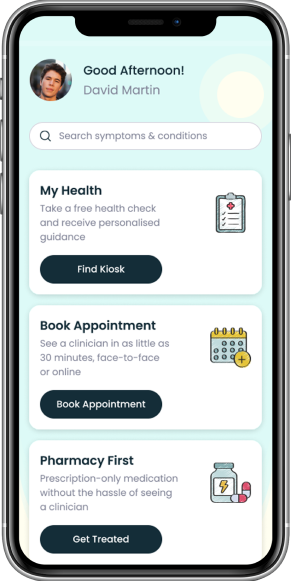 Good Afternoon!
David Martin
Search symptoms & conditions
My Health
Take a free health check
and receive personalised
guidance
Find Kiosk
Book Appointment
See a clinician in as little as
30 minutes, face-to-face
or online
Book Appointment
Pharmacy First
Prescription-only medication
without the hassle of seeing
a clinician
Get Treated